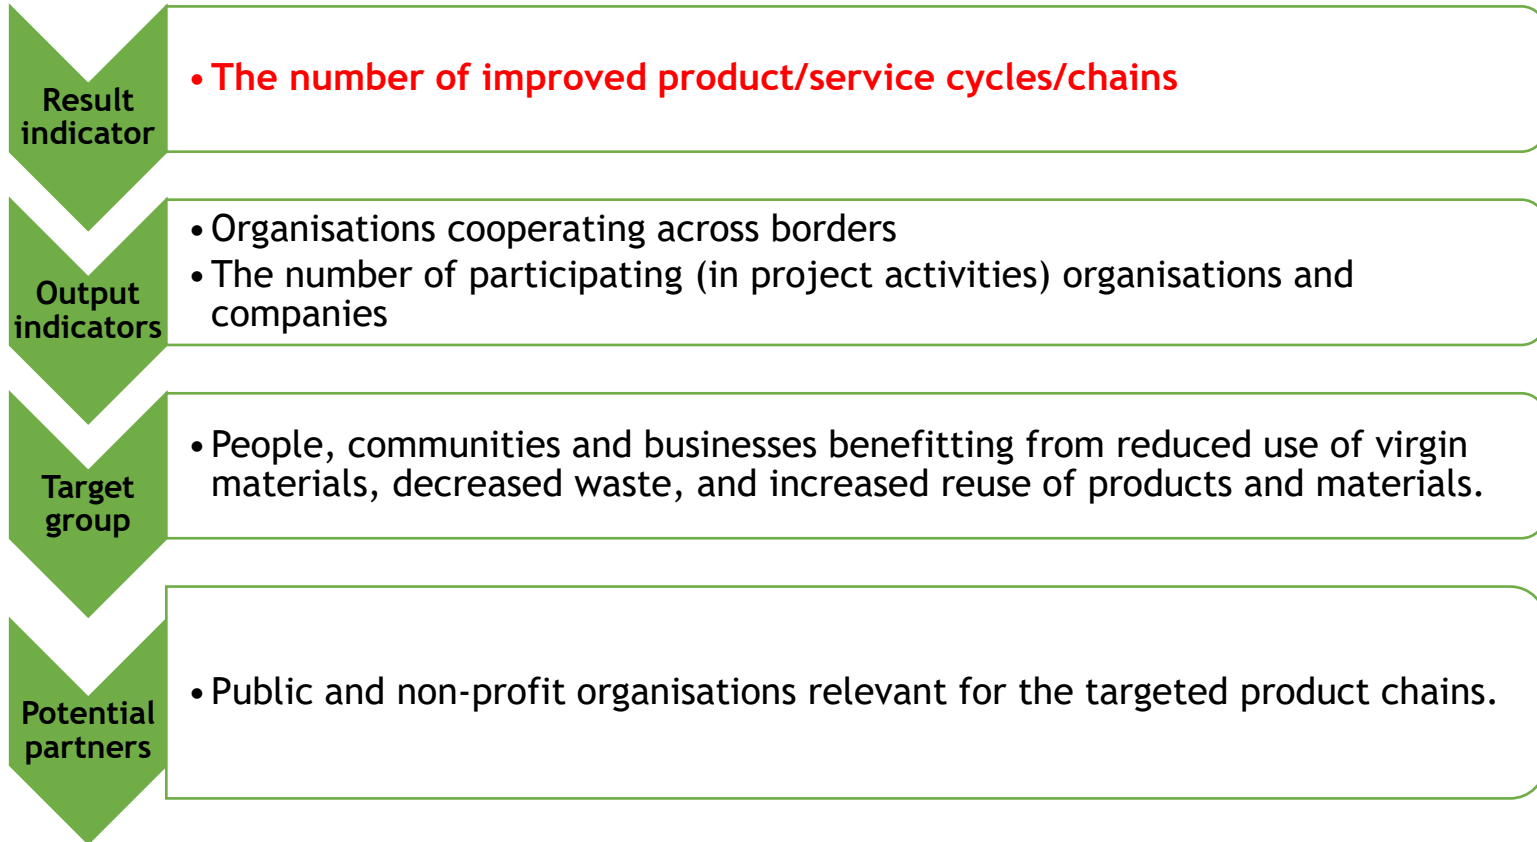 Result
indicator
• The number of improved product/service cycles/chains
Output
indicators
• Organisations cooperating across borders
• The number of participating (in project activities) organisations and
companies
Target
group
• People, communities and businesses benefitting from reduced use of virgin
materials, decreased waste, and increased reuse of products and materials.
Potential
partners
• Public and non-profit organisations relevant for the targeted product chains.